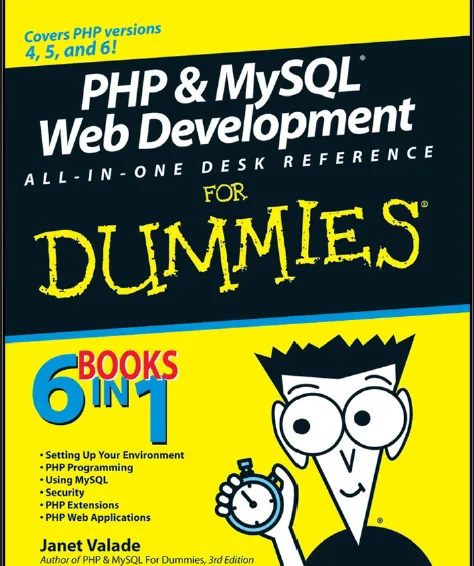 Covers PHP versions
4, 5, and 6!
PHP & MySQL®
Web Development
ALL-IN-ONE DESK REFERENCE
FOR
DUMMIES®
6 BOOKS IN 1
• Setting Up Your Environment
• PHP Programming
• Using MySQL
• Security
• PHP Extensions
• PHP Web Applications
®
Janet Valade
Author of PHP & MySQL For Dummies, 3rd Edition